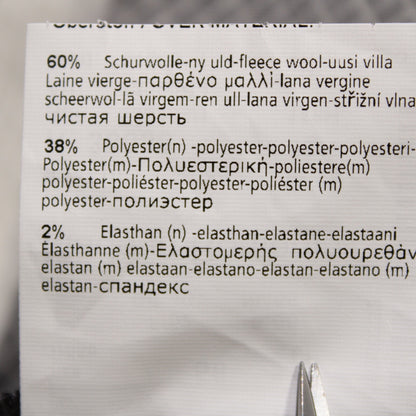 60% Schurwolle-ny uld-fleece wool-uusi villa
Laine vierge-παρθένο μαλλί-lana vergine
scheerwol-lã virgem-ren ull-lana virgen-střižní vlna
чистая шерсть
38% Polyester(n) -polyester-polyester-polyesteri-
Polyester(m)-Πολυεστερική-poliestere(m)
polyester-poliéster-polyester-poliéster (m)
polyester-полиэстер
2% Elasthan (n) -elasthan-elastane-elastaani
Élasthanne (m)-Ελαστομερής πολυουρεθάν
elastan (m) elastaan-elastano-elastan-elastano (m)
elastan-спандекс